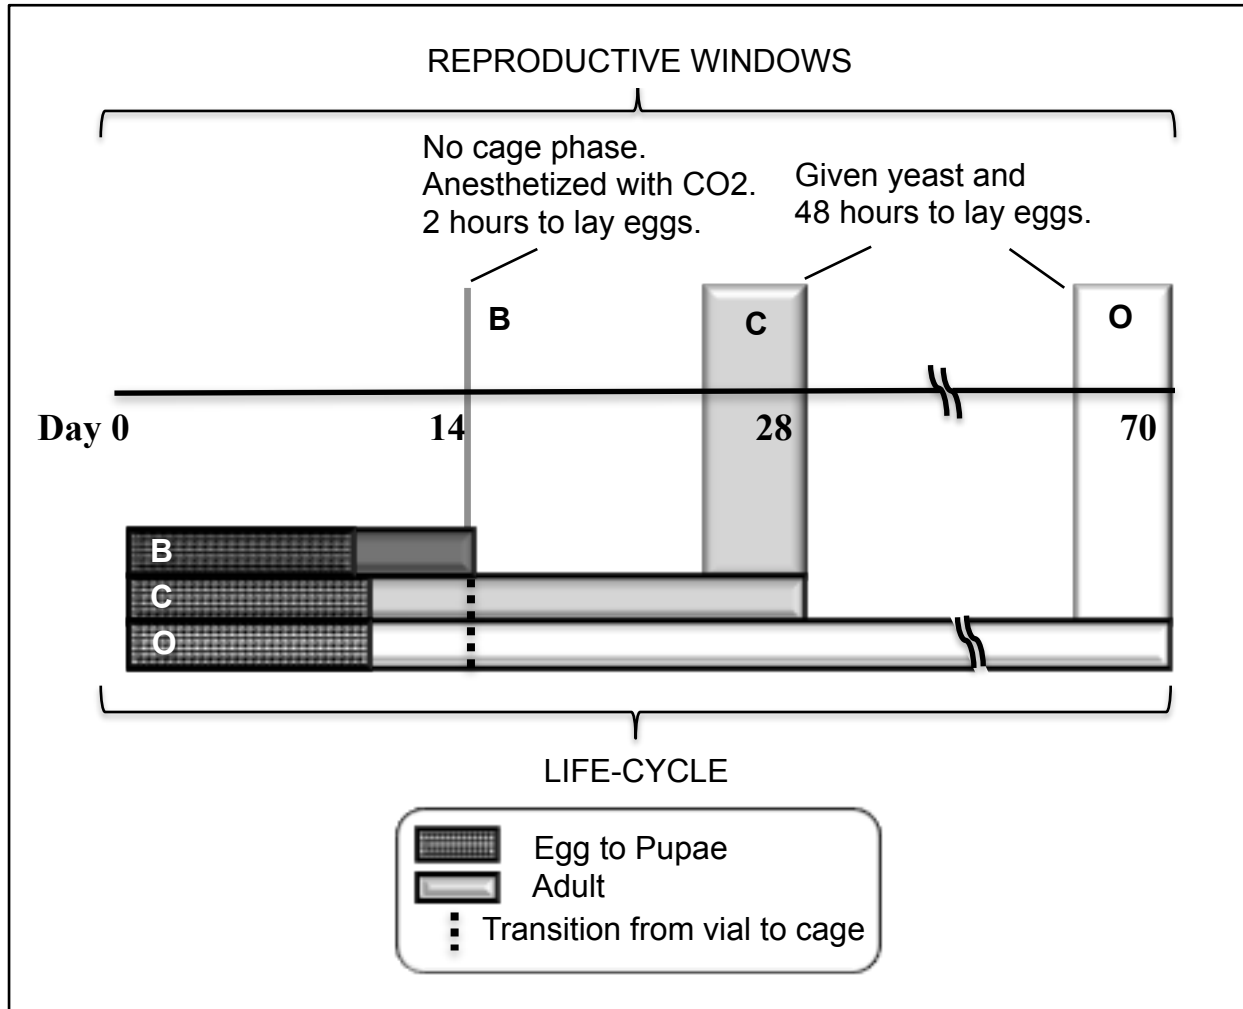 REPRODUCTIVE WINDOWS
No cage phase.
Anesthetized with CO2.
2 hours to lay eggs.
Given yeast and
48 hours to lay eggs.
B
C
O
Day 0
14
28
70
B
C
O
LIFE-CYCLE
Egg to Pupae
Adult
Transition from vial to cage